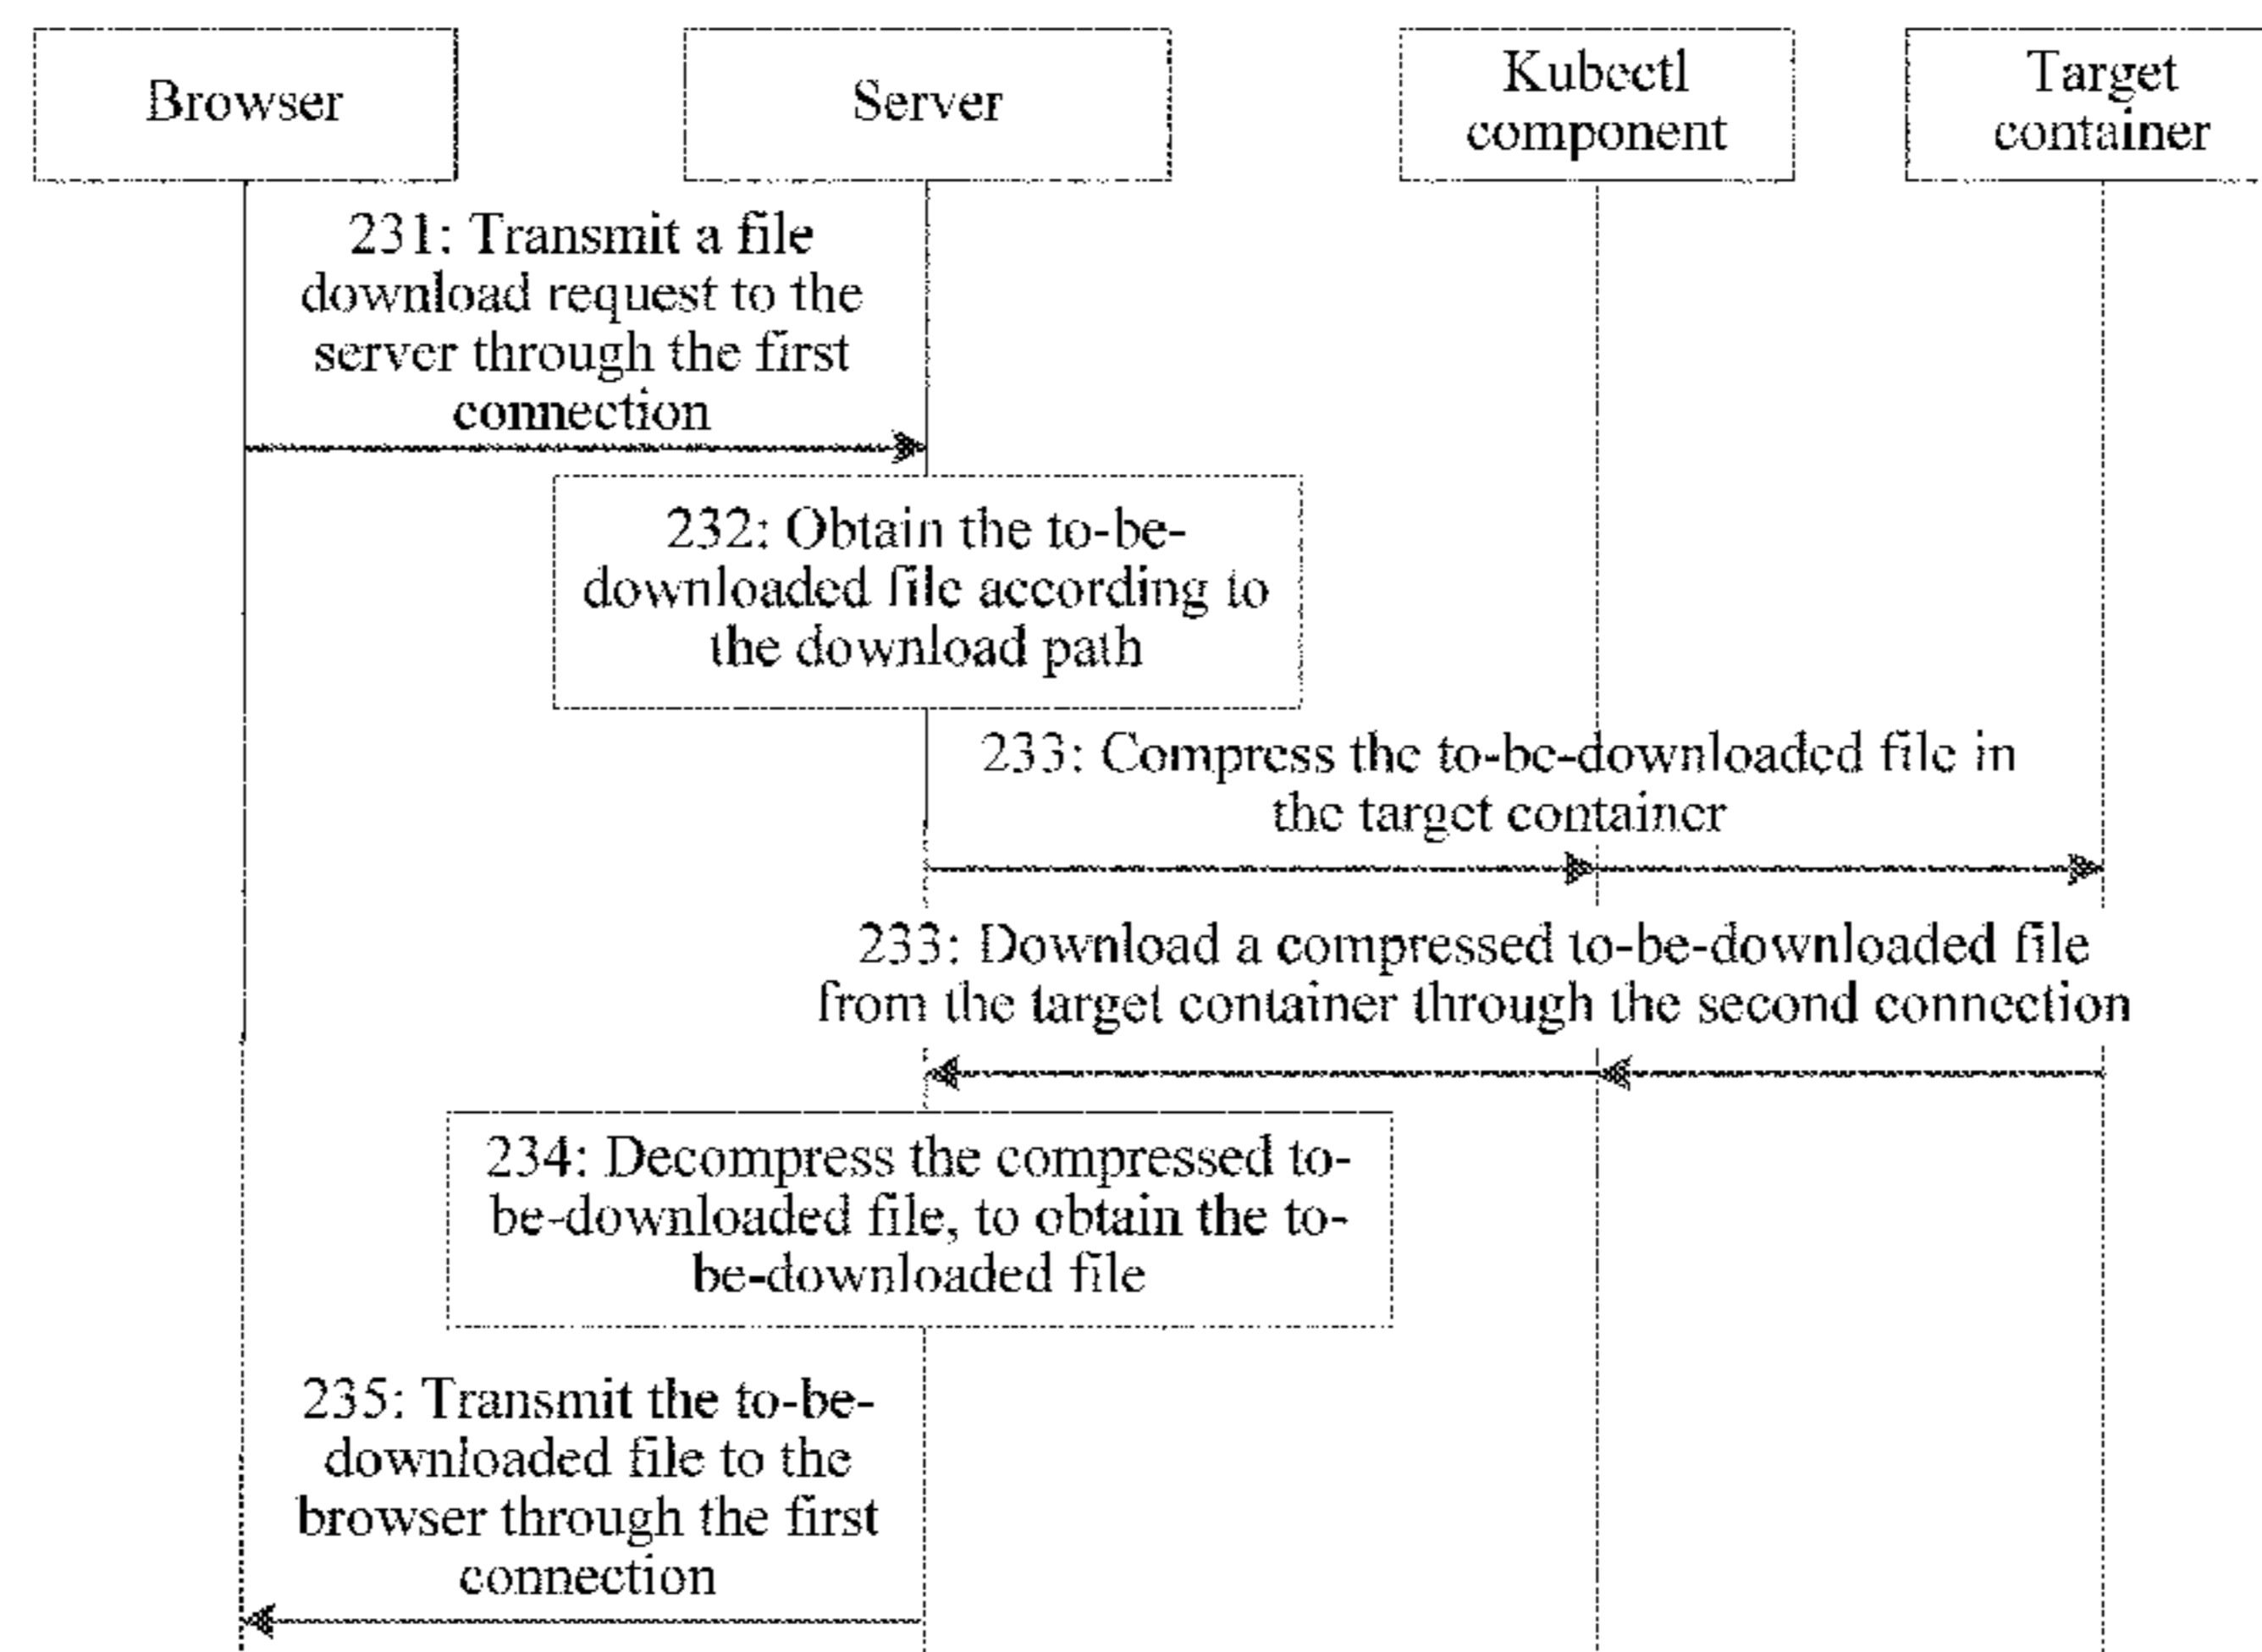 Browser
Server
Kubectl
component
Target
container
231: Transmit a file
download request to the
server through the first
connection
232: Obtain the to-be-
downloaded file according to
the download path
233: Compress the to-be-downloaded file in
the target container
233: Download a compressed to-be-downloaded file
from the target container through the second connection
234: Decompress the compressed to-
be-downloaded file, to obtain the to-
be-downloaded file
235: Transmit the to-be-
downloaded file to the
browser through the first
connection